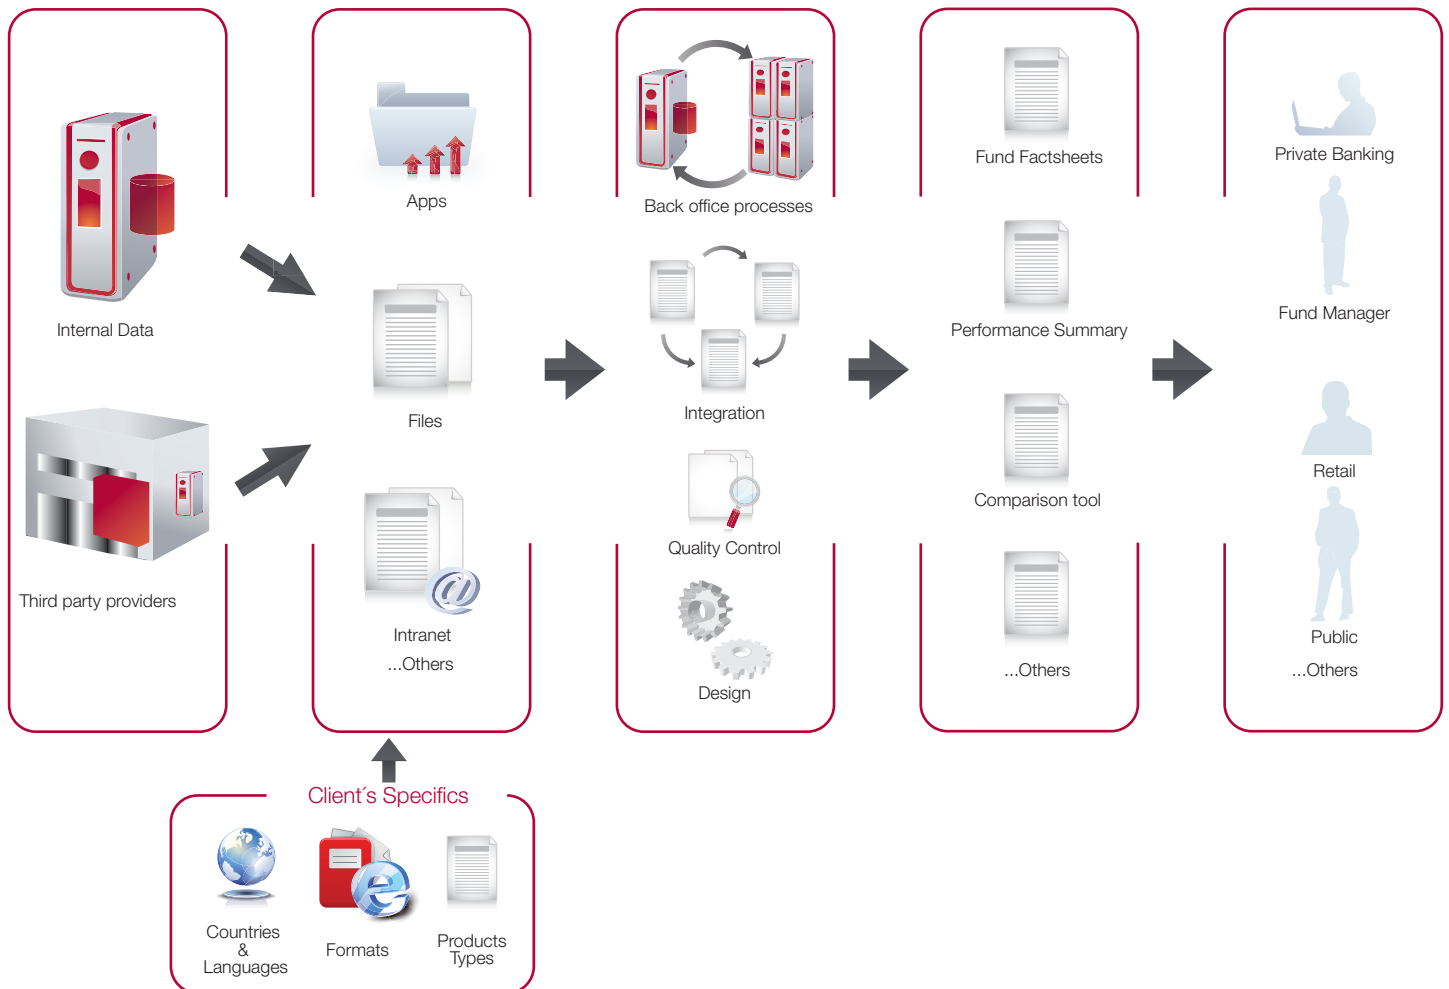 Internal Data
Third party providers
Apps
Files
Intranet
...Others
Back office processes
Integration
Quality Control
Design
Fund Factsheets
Performance Summary
Comparison tool
...Others
Private Banking
Fund Manager
Retail
Public
...Others
Client´s Specifics
Countries
&
Languages
Formats
Products
Types